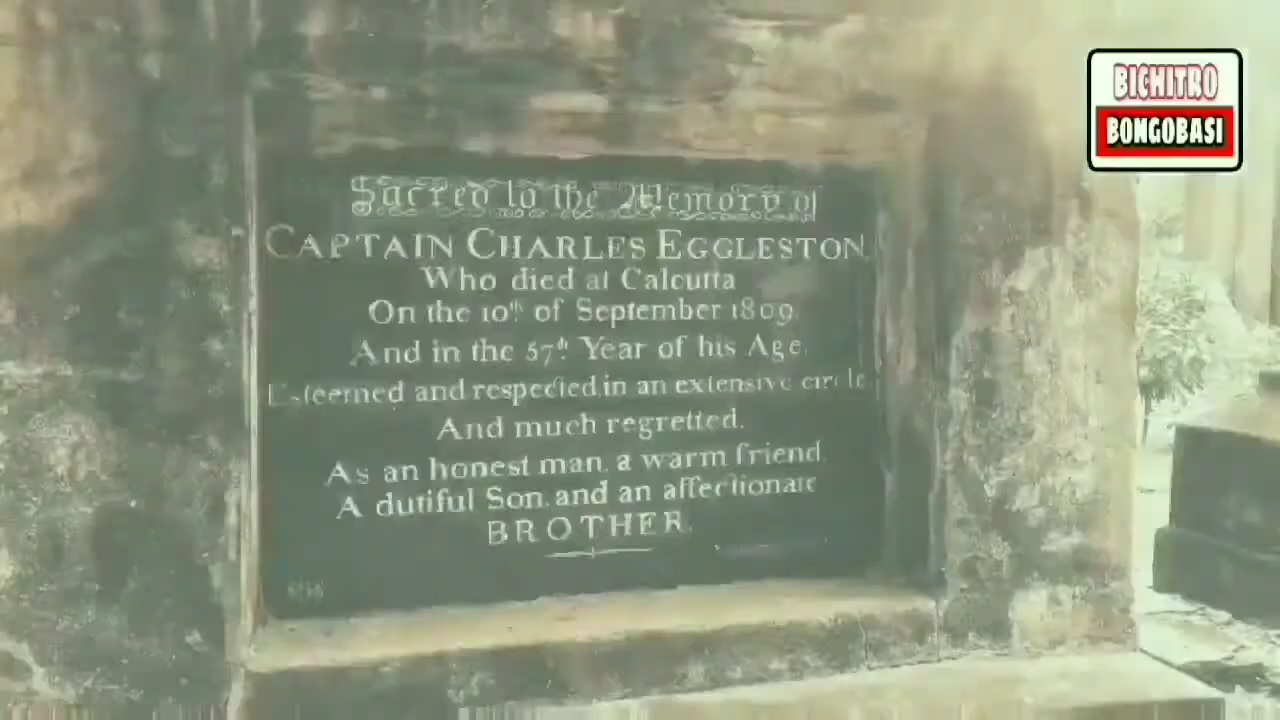 BICHITRO
BONGOBASI
Sacred to the Memory of
CAPTAIN CHARLES EGGLESTON,
Who died at Calcutta
On the 10th of September 1809
And in the 57th Year of his Age.
Esteemed and respected, in an extensive circle,
And much regretted.
As an honest man, a warm friend,
A dutiful Son, and an affectionate
BROTHER.